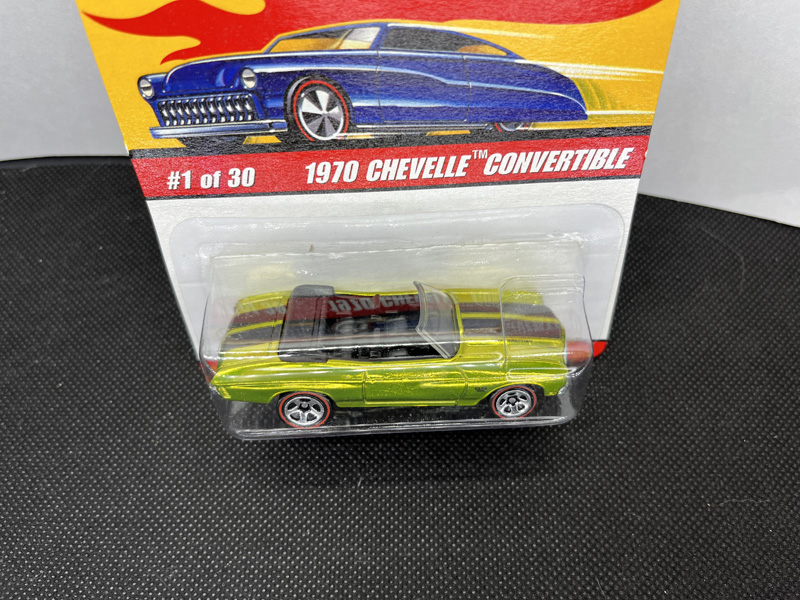 #1 of 30 1970 CHEVELLE™ CONVERTIBLE